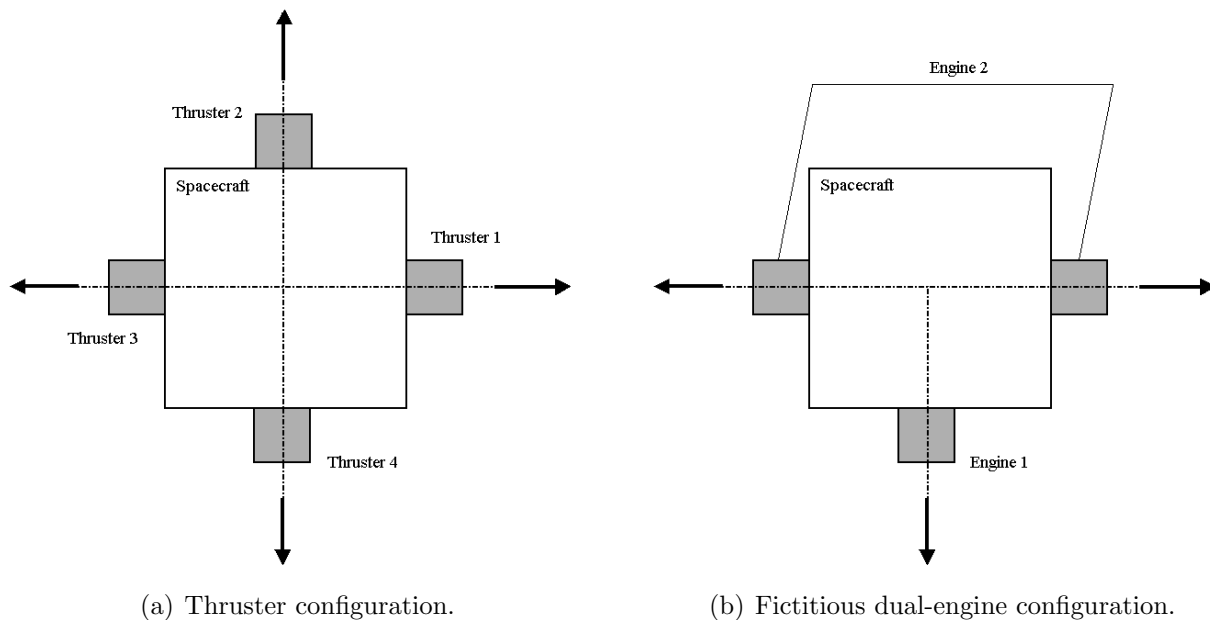 Thruster 2
Spacecraft
Thruster 1
Thruster 3
Thruster 4
(a) Thruster configuration.
Engine 2
Spacecraft
Engine 1
(b) Fictitious dual-engine configuration.